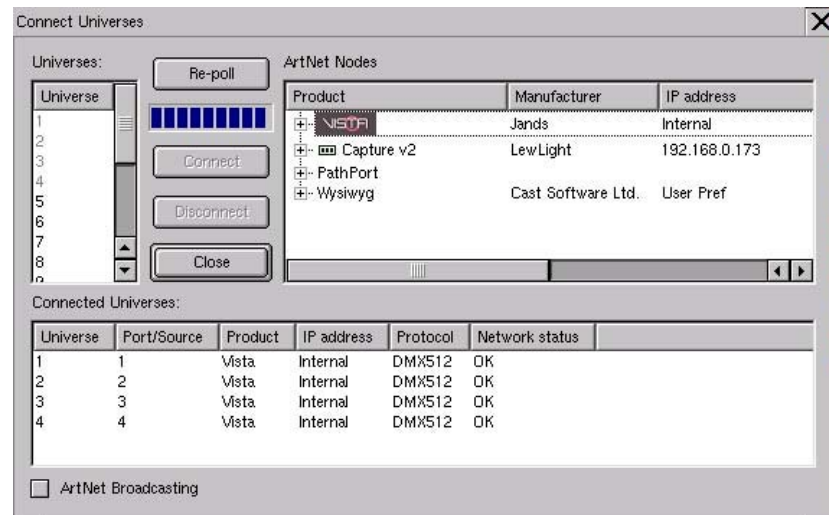 Connect Universes
Universes:
Re-poll
ArtNet Nodes
Universe
1
2
3
4
5
6
7
8
Connect
Disconnect
Close
Product Manufacturer IP address
VISTA Jands Internal
Capture v2 LewLight 192.168.0.173
PathPort
Wysiwyg Cast Software Ltd. User Pref
Connected Universes:
Universe Port/Source Product IP address Protocol Network status
1 1 Vista Internal DMX512 OK
2 2 Vista Internal DMX512 OK
3 3 Vista Internal DMX512 OK
4 4 Vista Internal DMX512 OK
ArtNet Broadcasting